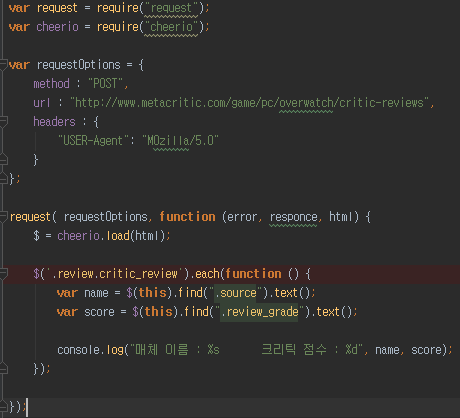 var request = require("request");
var cheerio = require("cheerio");
var requestOptions = {
method : "POST",
url : "http://www.metacritic.com/game/pc/overwatch/critic-reviews",
headers : {
"USER-Agent": "MOzilla/5.0"
}
};
request( requestOptions, function (error, responce, html) {
$ = cheerio.load(html);
$('.review.critic_review').each(function () {
var name = $(this).find(".source").text();
var score = $(this).find(".review_grade").text();
console.log("매체 이름 : %s 크리틱 점수 : %d", name, score);
});
});